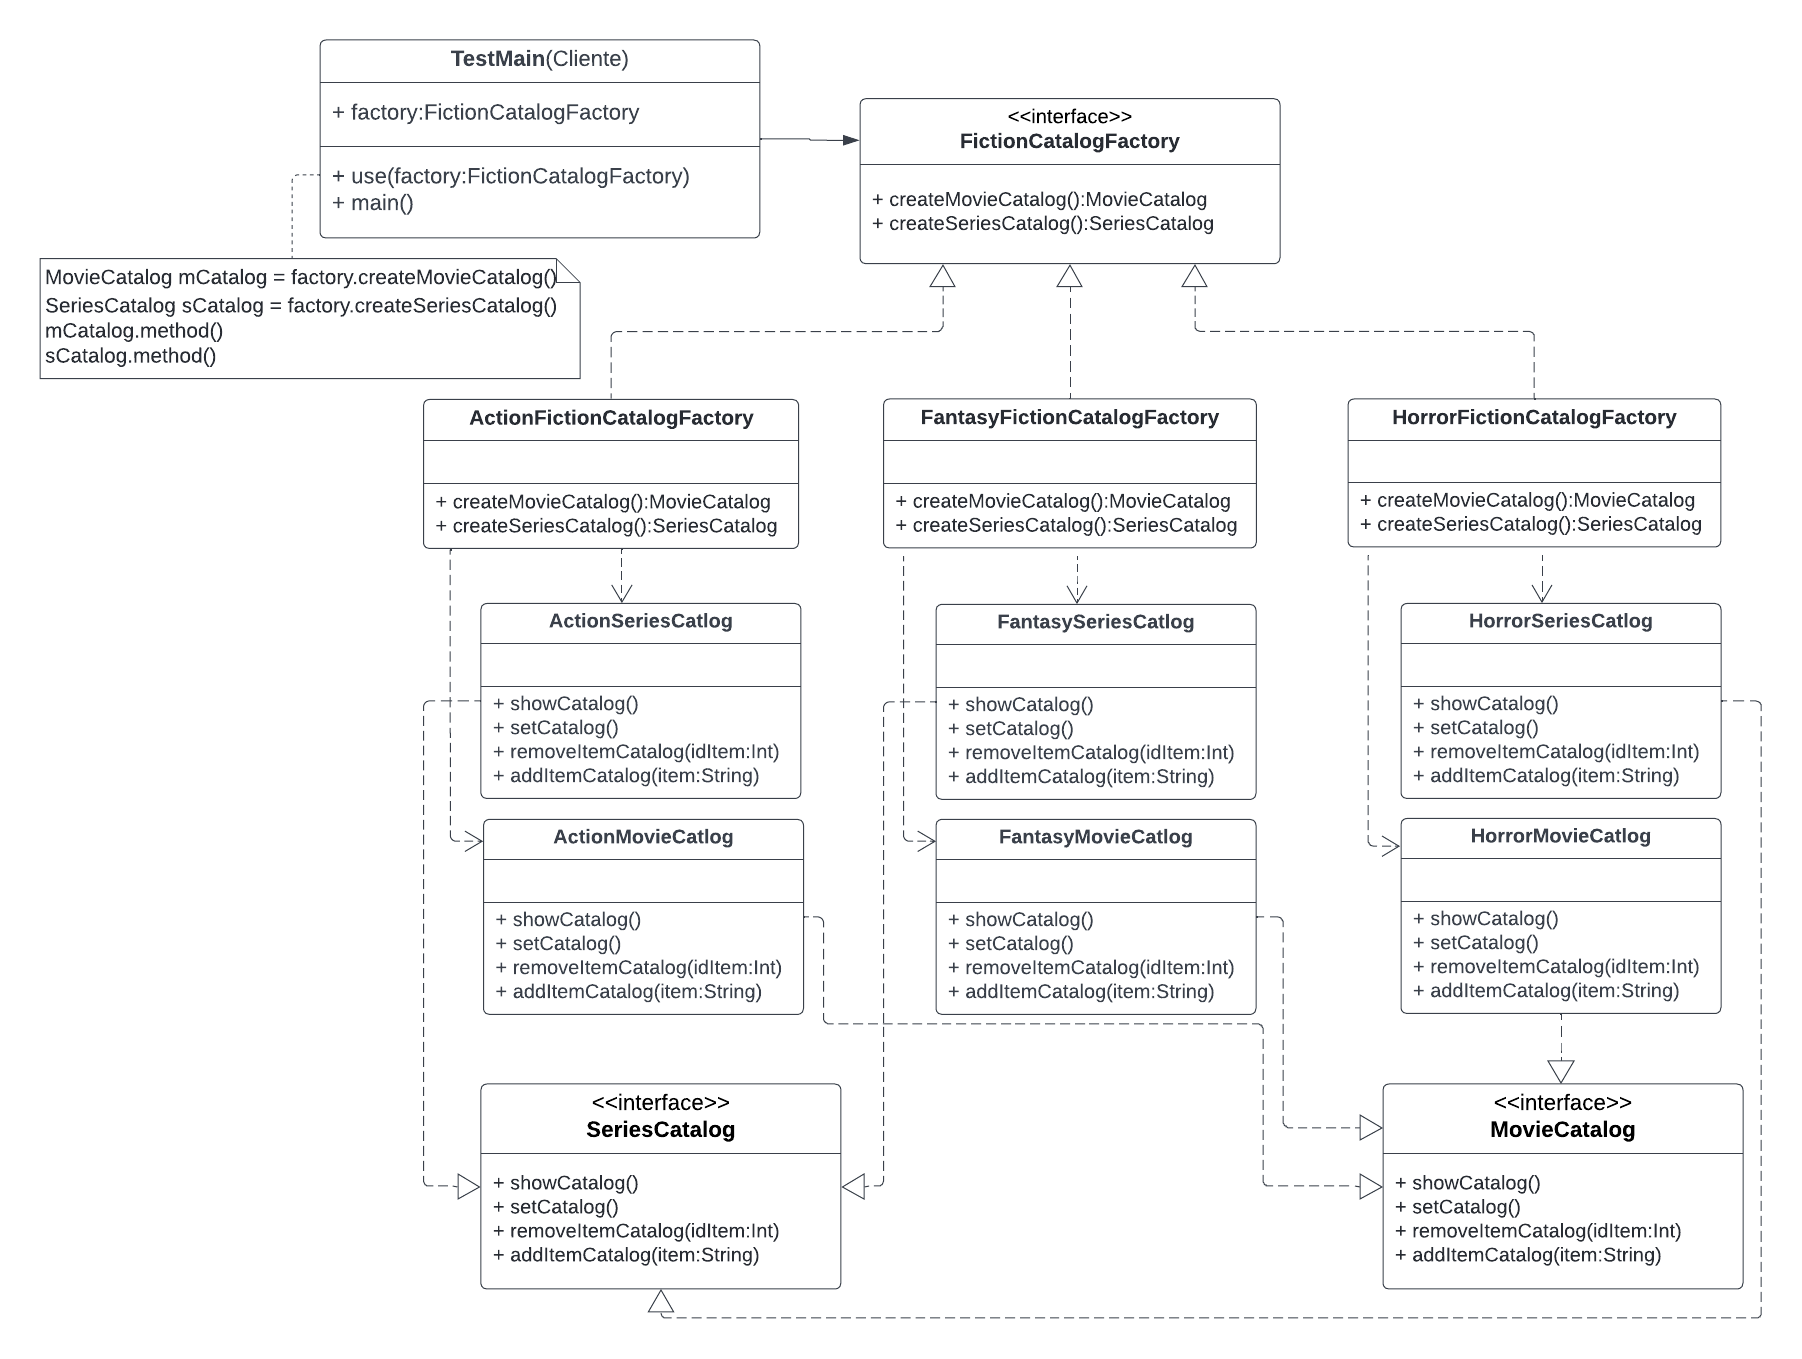 TestMain(Cliente)
+ factory:FictionCatalogFactory
+ use(factory:FictionCatalogFactory)
+ main()
<<interface>>
FictionCatalogFactory
+ createMovieCatalog():MovieCatalog
+ createSeriesCatalog():SeriesCatalog
MovieCatalog mCatalog = factory.createMovieCatalog()
SeriesCatalog sCatalog = factory.createSeriesCatalog()
mCatalog.method()
sCatalog.method()
ActionFictionCatalogFactory
+ createMovieCatalog():MovieCatalog
+ createSeriesCatalog():SeriesCatalog
FantasyFictionCatalogFactory
+ createMovieCatalog():MovieCatalog
+ createSeriesCatalog():SeriesCatalog
HorrorFictionCatalogFactory
+ createMovieCatalog():MovieCatalog
+ createSeriesCatalog():SeriesCatalog
ActionSeriesCatlog
+ showCatalog()
+ setCatalog()
+ removeItemCatalog(idItem:Int)
+ addItemCatalog(item:String)
FantasySeriesCatlog
+ showCatalog()
+ setCatalog()
+ removeItemCatalog(idItem:Int)
+ addItemCatalog(item:String)
HorrorSeriesCatlog
+ showCatalog()
+ setCatalog()
+ removeItemCatalog(idItem:Int)
+ addItemCatalog(item:String)
ActionMovieCatlog
+ showCatalog()
+ setCatalog()
+ removeItemCatalog(idItem:Int)
+ addItemCatalog(item:String)
FantasyMovieCatlog
+ showCatalog()
+ setCatalog()
+ removeItemCatalog(idItem:Int)
+ addItemCatalog(item:String)
HorrorMovieCatlog
+ showCatalog()
+ setCatalog()
+ removeItemCatalog(idItem:Int)
+ addItemCatalog(item:String)
<<interface>>
SeriesCatalog
+ showCatalog()
+ setCatalog()
+ removeItemCatalog(idItem:Int)
+ addItemCatalog(item:String)
<<interface>>
MovieCatalog
+ showCatalog()
+ setCatalog()
+ removeItemCatalog(idItem:Int)
+ addItemCatalog(item:String)